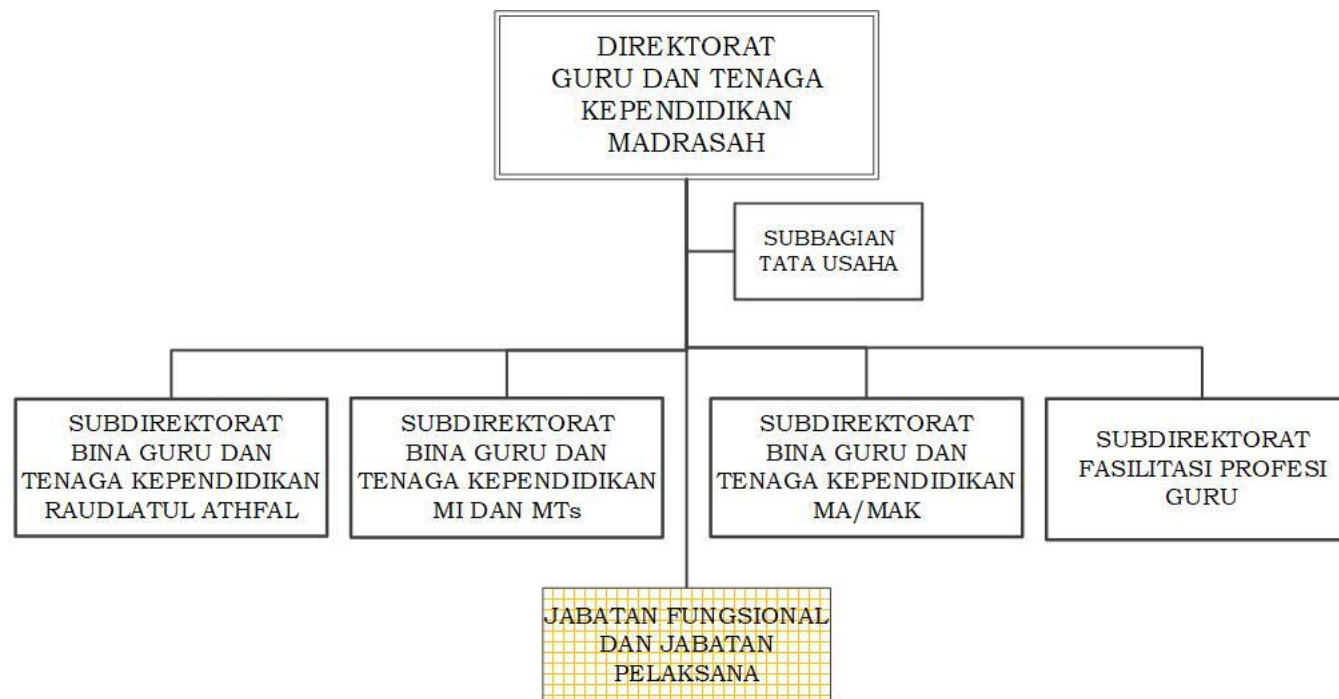 DIREKTORAT
GURU DAN TENAGA
KEPENDIDIKAN
MADRASAH
SUBBAGIAN
TATA USAHA
SUBDIREKTORAT
BINA GURU DAN
TENAGA KEPENDIDIKAN
RAUDLATUL ATHFAL
SUBDIREKTORAT
BINA GURU DAN
TENAGA KEPENDIDIKAN
MI DAN MTs
SUBDIREKTORAT
BINA GURU DAN
TENAGA KEPENDIDIKAN
MA/MAK
SUBDIREKTORAT
FASILITASI PROFESI
GURU
JABATAN FUNGSIONAL
DAN JABATAN
PELAKSANA